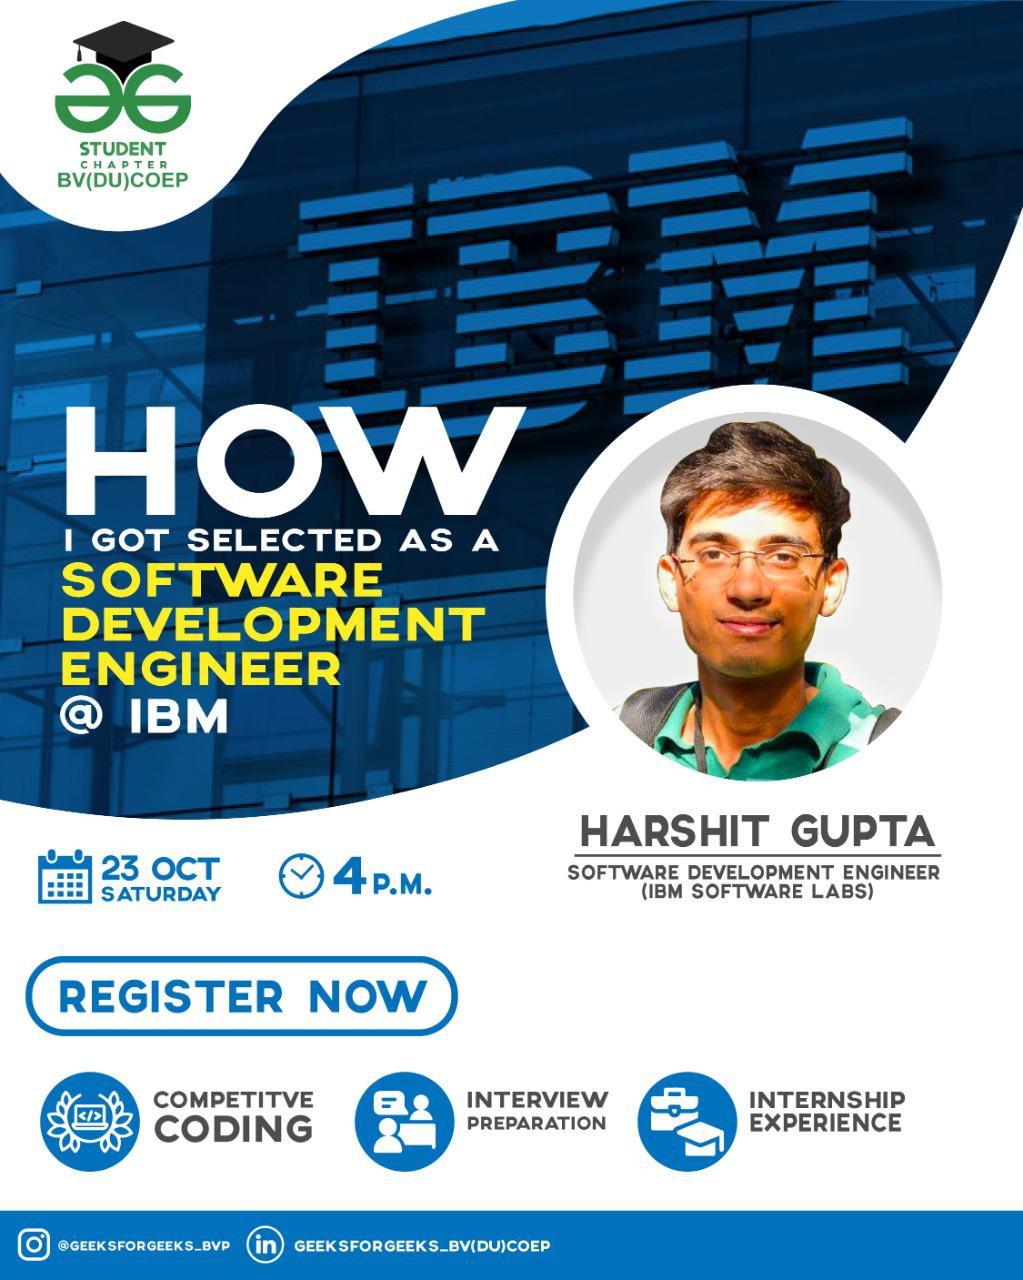 STUDENT
CHAPTER
BV(DU)COEP
IBM
HOW
I GOT SELECTED AS A
SOFTWARE
DEVELOPMENT
ENGINEER
@ IBM
HARSHIT GUPTA
SOFTWARE DEVELOPMENT ENGINEER
(IBM SOFTWARE LABS)
23 OCT
SATURDAY
4 P.M.
REGISTER NOW
COMPETITVE
CODING
INTERVIEW
PREPARATION
INTERNSHIP
EXPERIENCE
@GEEKSFORGEEKS_BVP
in GEEKSFORGEEKS_BV(DU)COEP